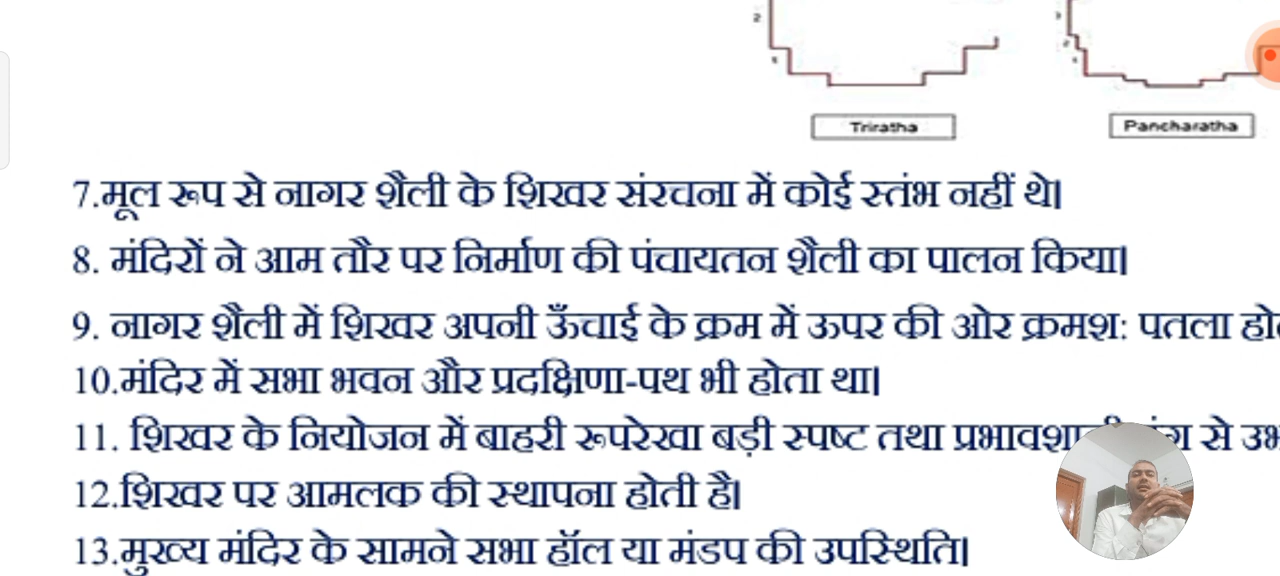 Triratha Pancharatha
7.मूल रूप से नागर शैली के शिखर संरचना में कोई स्तंभ नहीं थे|
8. मंदिरों ने आम तौर पर निर्माण की पंचायतन शैली का पालन किया|
9. नागर शैली में शिखर अपनी ऊँचाई के क्रम में ऊपर की ओर क्रमश: पतला
10.मंदिर में सभा भवन और प्रदक्षिणा-पथ भी होता था|
11. शिखर के नियोजन में बाहरी रूपरेखा बड़ी स्पष्ट तथा से
12.शिखर पर आमलक की स्थापना होती है|
13.मुख्य मंदिर के सामने सभा हॉल या मंडप की उपस्थिति|